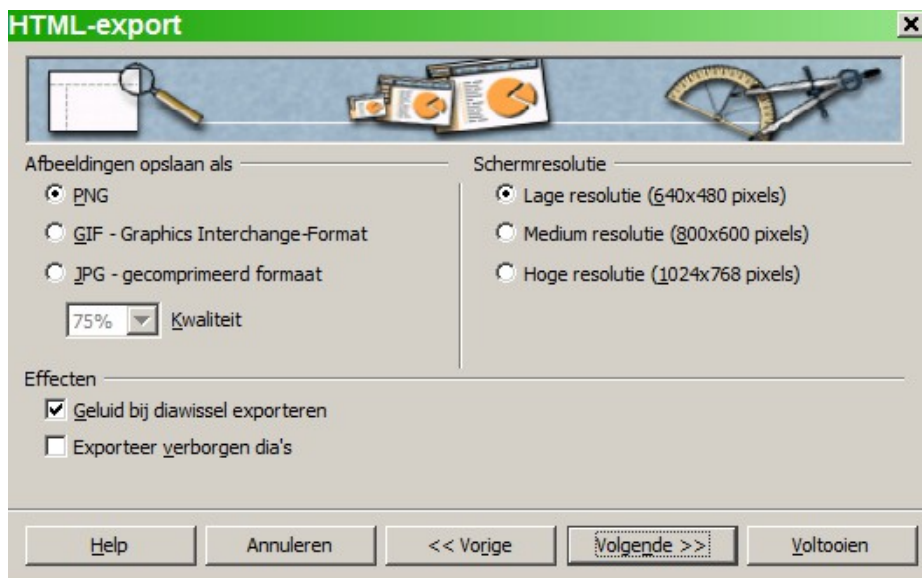 HTML-export
Afbeeldingen opslaan als
PNG
GIF - Graphics Interchange-Format
JPG - gecomprimeerd formaat
75% Kwaliteit
Schermresolutie
Lage resolutie (640x480 pixels)
Medium resolutie (800x600 pixels)
Hoge resolutie (1024x768 pixels)
Effecten
Geluid bij diawissel exporteren
Exporteer verborgen dia's
Help Annuleren << Vorige Volgende >> Voltooien